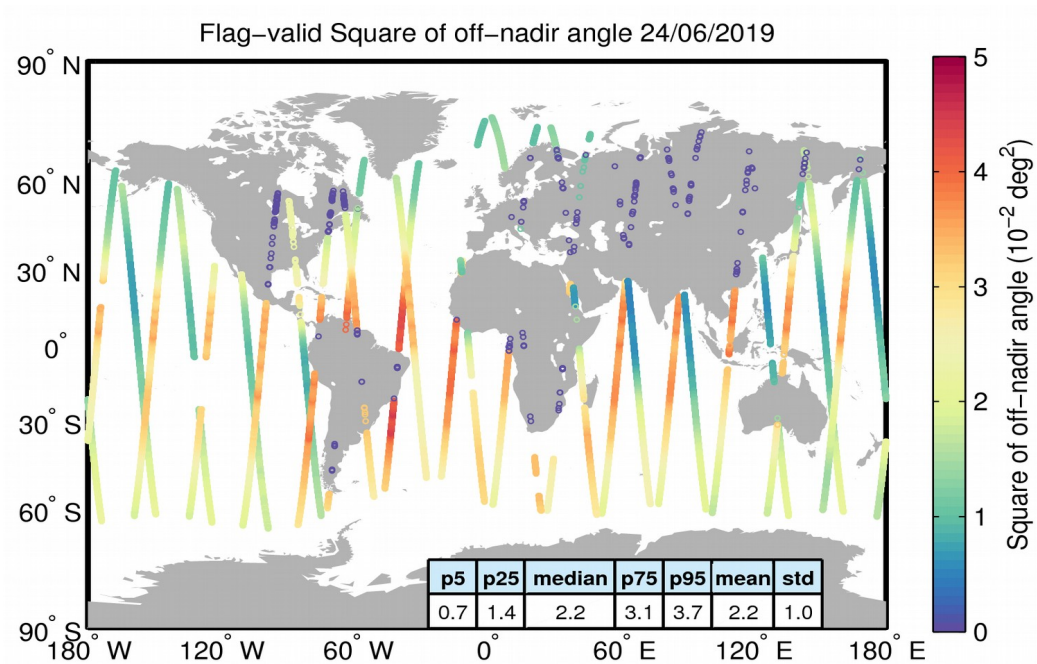 Flag−valid Square of off−nadir angle 24/06/2019
90° N
60° N
30° N
0°
30° S
60° S
90° S
180° W
120° W
60° W
0°
60° E
120° E
180° E
p5 p25 median p75 p95 mean std
0.7 1.4 2.2 3.1 3.7 2.2 1.0
5
4
3
2
1
0
Square of off−nadir angle (10⁻² deg²)